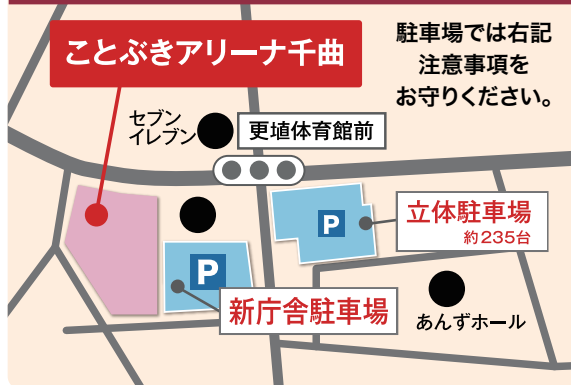 ことぶきアリーナ千曲
駐車場では右記
注意事項を
お守りください。
セブン
イレブン
更埴体育館前
P
立体駐車場
約235台
P
新庁舎駐車場
あんずホール